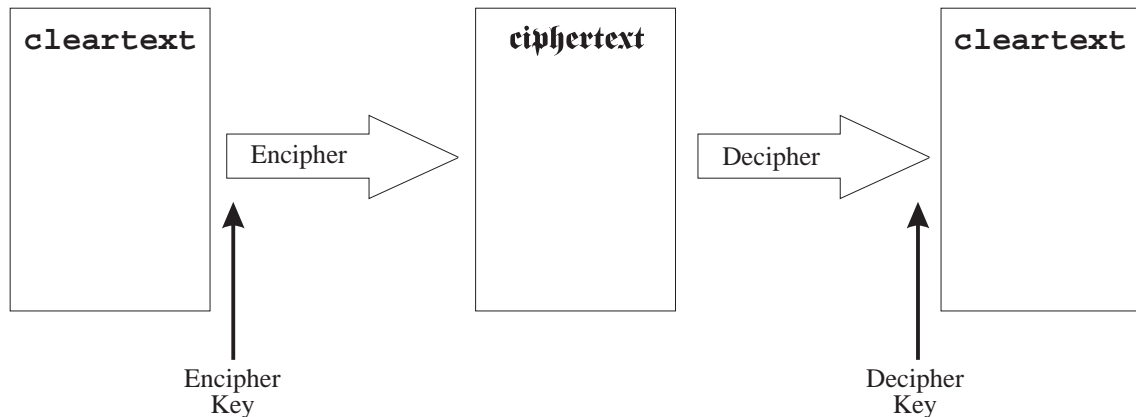 cleartext
ciphertext
cleartext
Encipher
Decipher
Encipher
Key
Decipher
Key